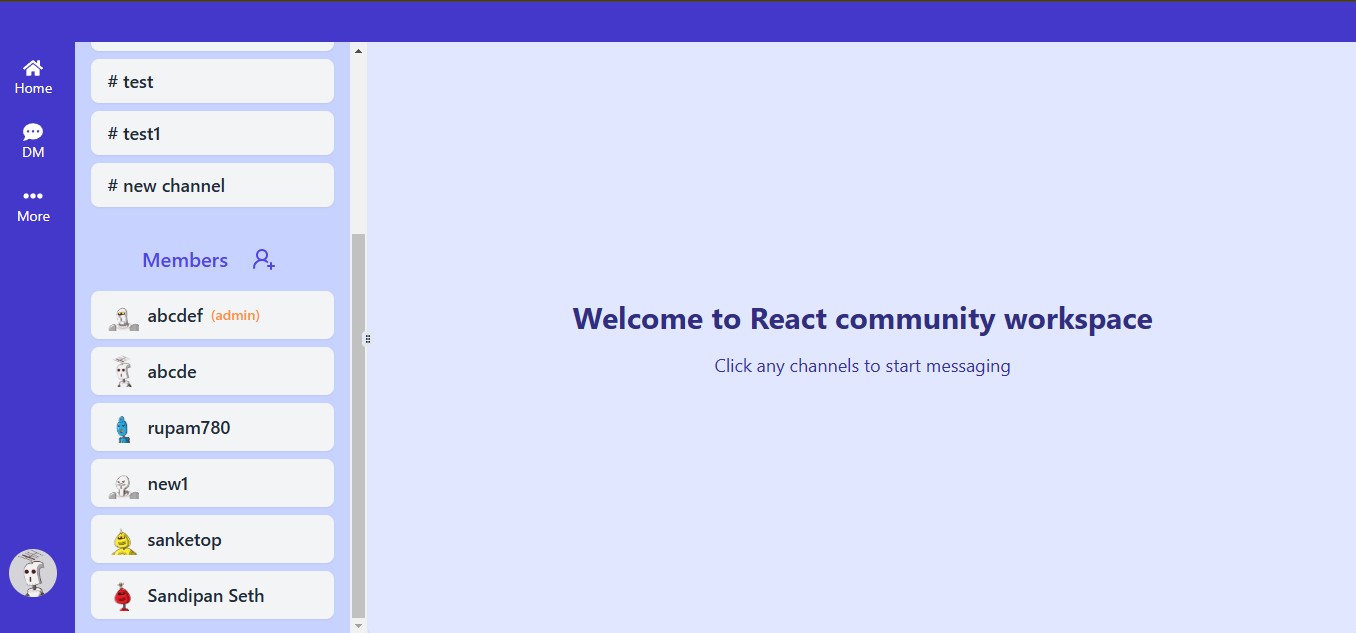 Home
DM
More
# test
# test1
# new channel
Members
abcdef (admin)
abcde
rupam780
new1
sanketop
Sandipan Seth
Welcome to React community workspace
Click any channels to start messaging